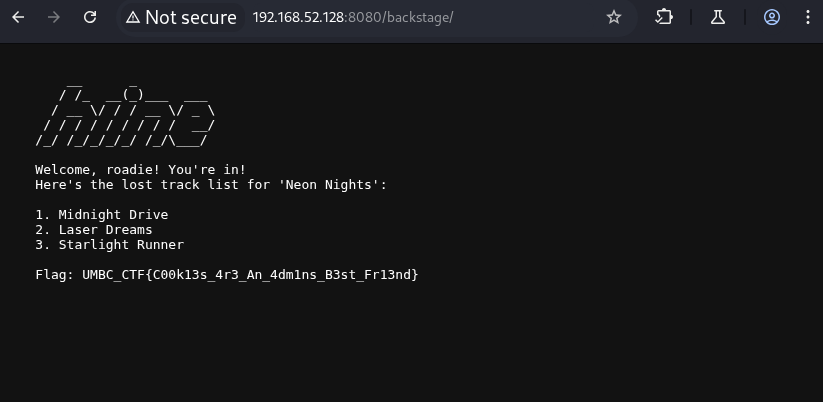 Not secure 192.168.52.128:8080/backstage/
Welcome, roadie! You're in!
Here's the lost track list for 'Neon Nights':
1. Midnight Drive
2. Laser Dreams
3. Starlight Runner
Flag: UMBC_CTF{C00k13s_4r3_An_4dm1ns_B3st_Fr13nd}